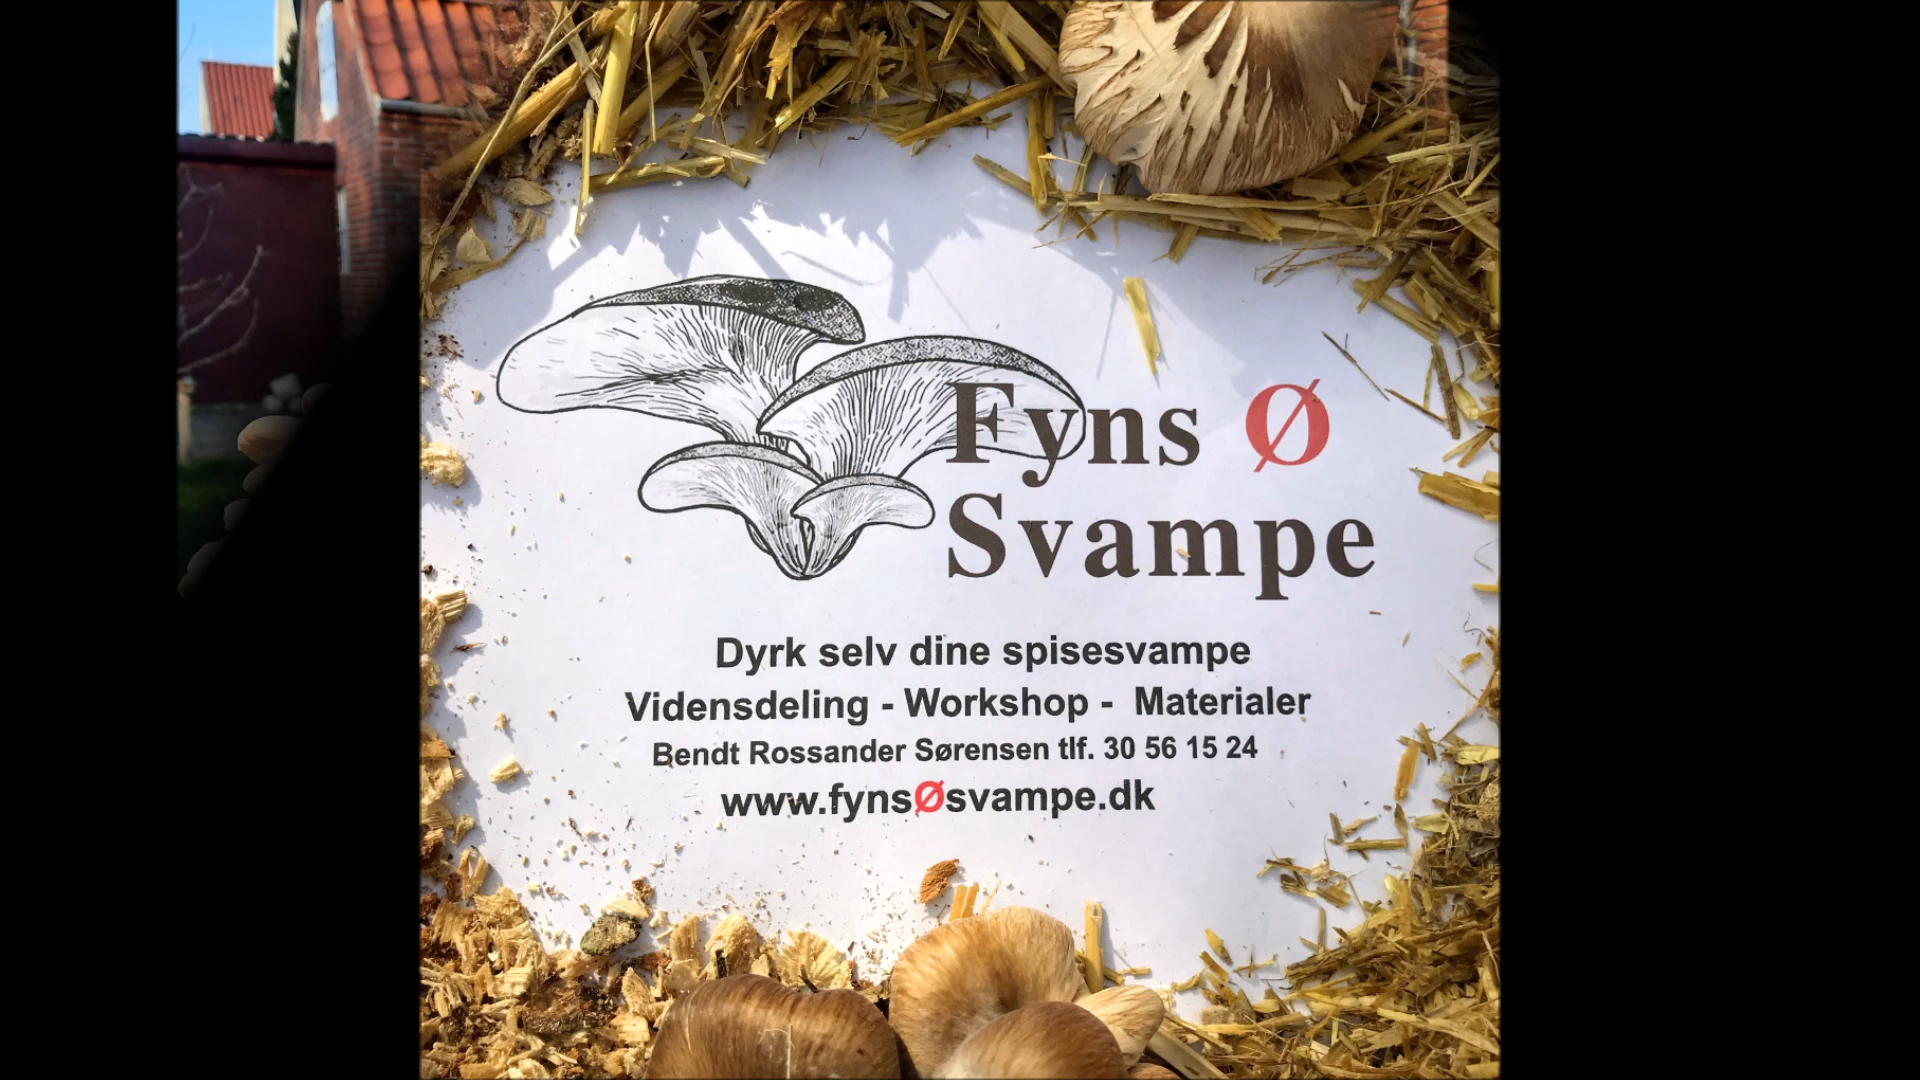 Fyns Ø
Svampe
Dyrk selv dine spisesvampe
Vidensdeling - Workshop - Materialer
Bendt Rossander Sørensen tlf. 30 56 15 24
www.fynsØsvampe.dk